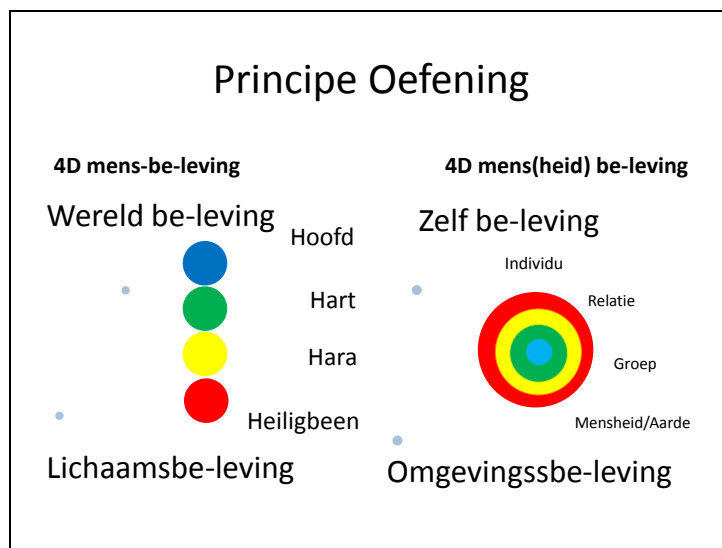 Principe Oefening
4D mens-be-leving
Wereld be-leving
Hoofd
Hart
Hara
Heiligbeen
Lichaamsbe-leving
4D mens(heid) be-leving
Zelf be-leving
Individu
Relatie
Groep
Mensheid/Aarde
Omgevingssbe-leving